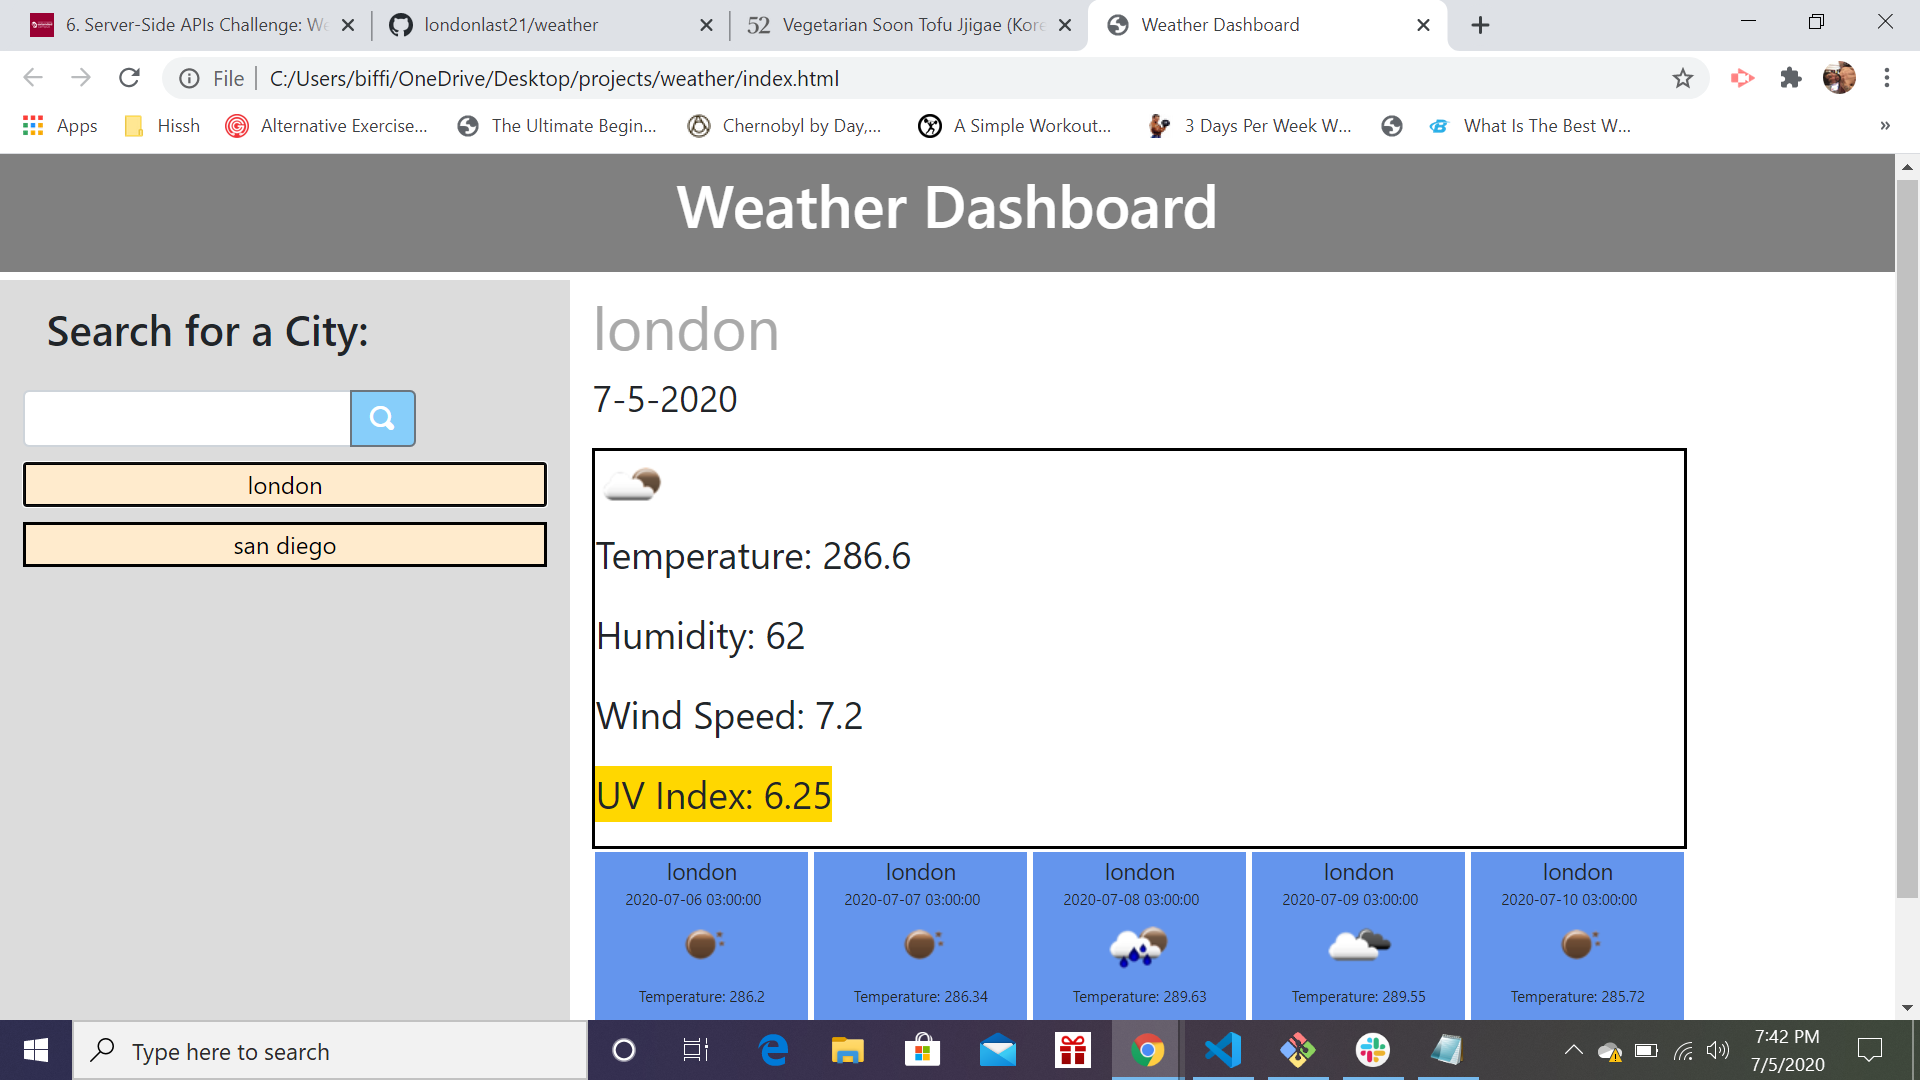 6. Server-Side APIs Challenge: We
londonlast21/weather
52 Vegetarian Soon Tofu Jjigae (Kore
Weather Dashboard
File C:/Users/biffi/OneDrive/Desktop/projects/weather/index.html
Apps
Hissh
Alternative Exercise...
The Ultimate Begin...
Chernobyl by Day,...
A Simple Workout...
3 Days Per Week W...
What Is The Best W...
»
Weather Dashboard
Search for a City:
london
san diego
london
7-5-2020
Temperature: 286.6
Humidity: 62
Wind Speed: 7.2
UV Index: 6.25
london
2020-07-06 03:00:00
Temperature: 286.2
london
2020-07-07 03:00:00
Temperature: 286.34
london
2020-07-08 03:00:00
Temperature: 289.63
london
2020-07-09 03:00:00
Temperature: 289.55
london
2020-07-10 03:00:00
Temperature: 285.72
Type here to search
7:42 PM
7/5/2020